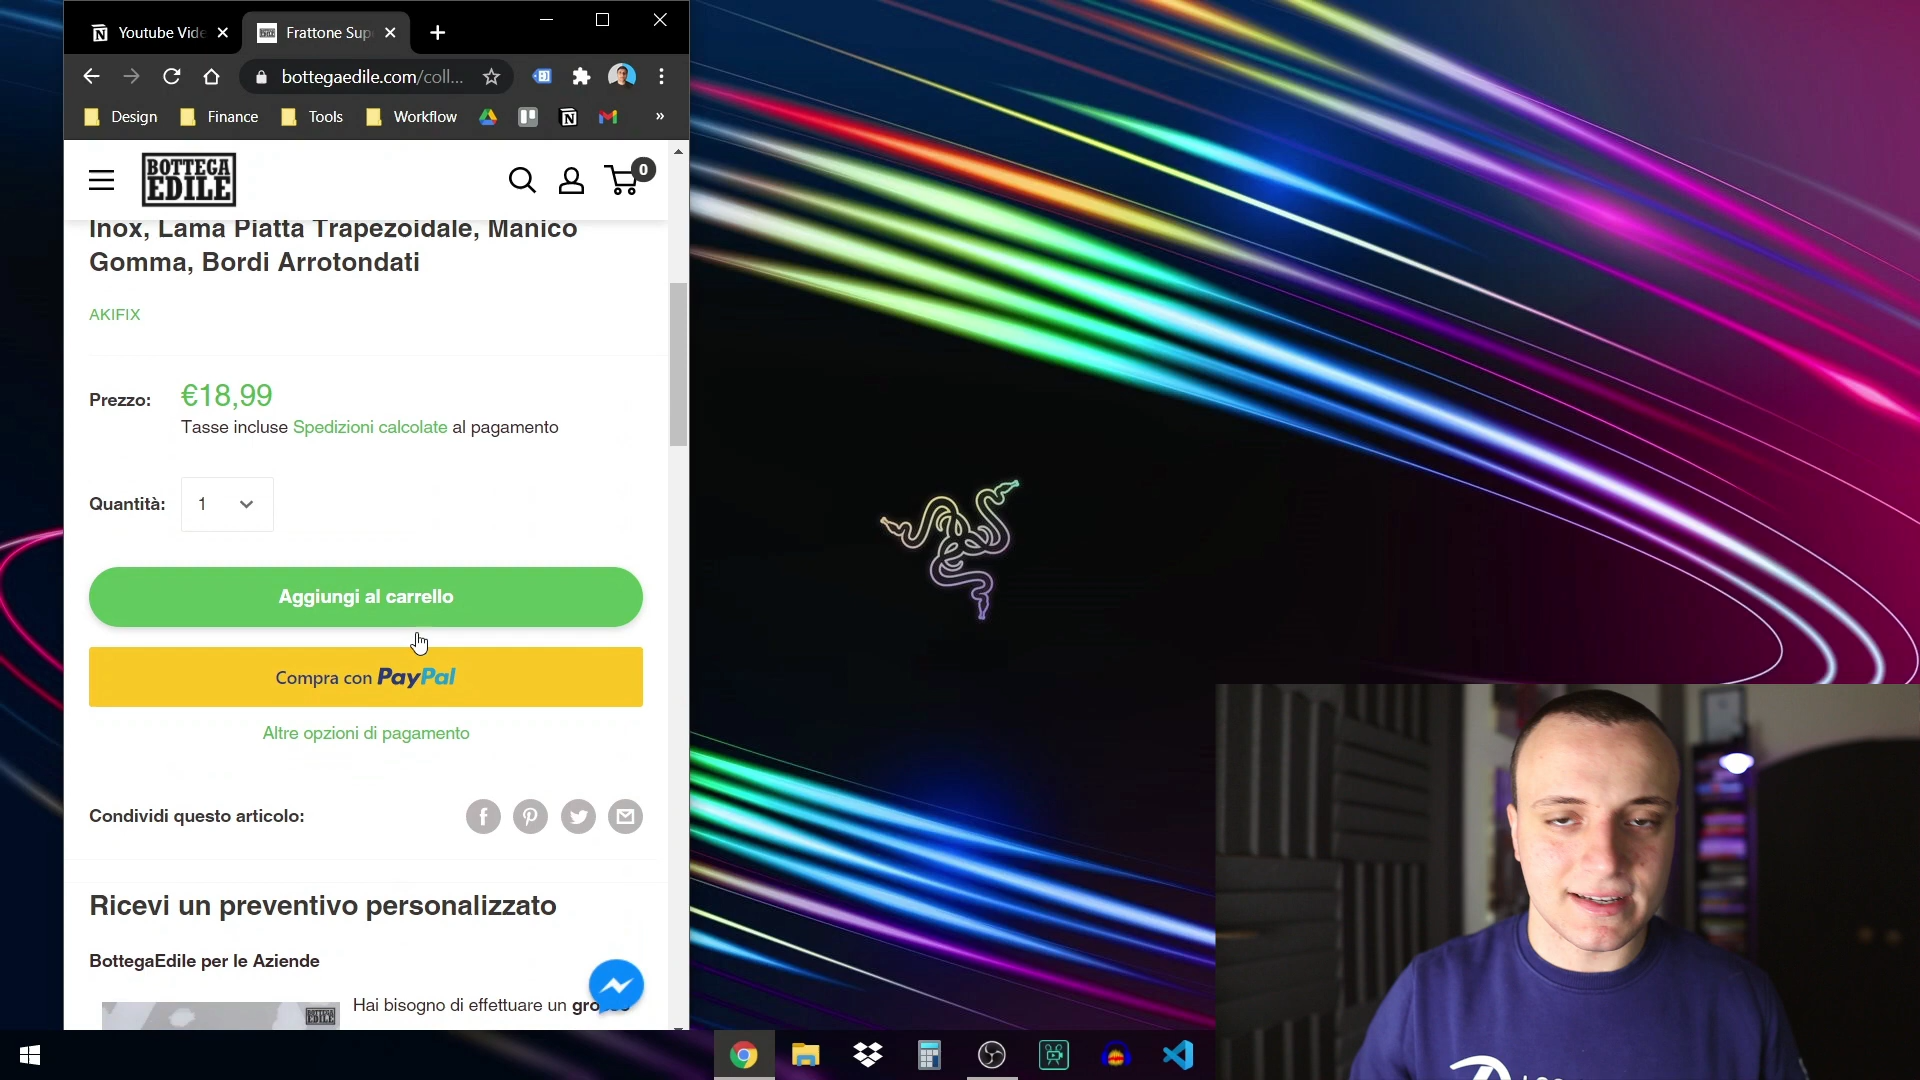 Youtube Vide
Frattone Sup
bottegaedile.com/coll...
Design
Finance
Tools
Workflow
»
BOTTEGA
EDILE
0
Inox, Lama Piatta Trapezoidale, Manico
Gomma, Bordi Arrotondati
AKIFIX
Prezzo:
€18,99
Tasse incluse Spedizioni calcolate al pagamento
Quantità:
1
Aggiungi al carrello
Compra con PayPal
Altre opzioni di pagamento
Condividi questo articolo:
Ricevi un preventivo personalizzato
BottegaEdile per le Aziende
BOTTEGA
EDILE
Hai bisogno di effettuare un